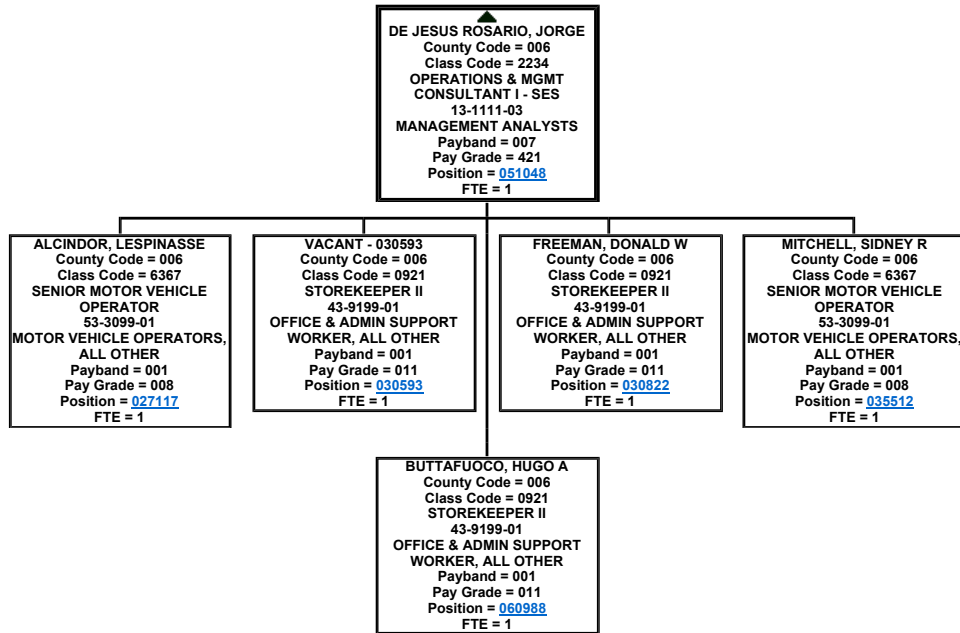 DE JESUS ROSARIO, JORGE
County Code = 006
Class Code = 2234
OPERATIONS & MGMT
CONSULTANT I - SES
13-1111-03
MANAGEMENT ANALYSTS
Payband = 007
Pay Grade = 421
Position = 051048
FTE = 1
ALCINDOR, LESPINASSE
County Code = 006
Class Code = 6367
SENIOR MOTOR VEHICLE
OPERATOR
53-3099-01
MOTOR VEHICLE OPERATORS,
ALL OTHER
Payband = 001
Pay Grade = 008
Position = 027117
FTE = 1
VACANT - 030593
County Code = 006
Class Code = 0921
STOREKEEPER II
43-9199-01
OFFICE & ADMIN SUPPORT
WORKER, ALL OTHER
Payband = 001
Pay Grade = 011
Position = 030593
FTE = 1
FREEMAN, DONALD W
County Code = 006
Class Code = 0921
STOREKEEPER II
43-9199-01
OFFICE & ADMIN SUPPORT
WORKER, ALL OTHER
Payband = 001
Pay Grade = 011
Position = 030822
FTE = 1
MITCHELL, SIDNEY R
County Code = 006
Class Code = 6367
SENIOR MOTOR VEHICLE
OPERATOR
53-3099-01
MOTOR VEHICLE OPERATORS,
ALL OTHER
Payband = 001
Pay Grade = 008
Position = 035512
FTE = 1
BUTTAFUOCO, HUGO A
County Code = 006
Class Code = 0921
STOREKEEPER II
43-9199-01
OFFICE & ADMIN SUPPORT
WORKER, ALL OTHER
Payband = 001
Pay Grade = 011
Position = 060988
FTE = 1